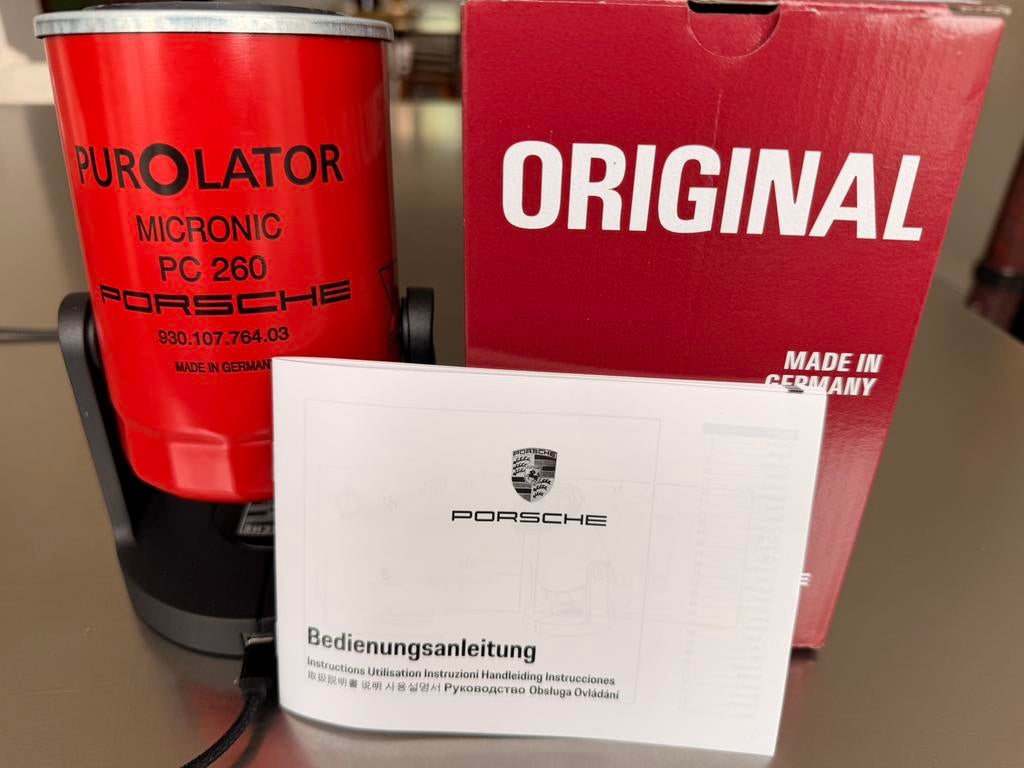 PUROLATOR
MICRONIC
PC 260
PORSCHE
930.107.764.03
MADE IN GERMANY
ORIGINAL
MADE IN
GERMANY
PORSCHE
PORSCHE
Bedienungsanleitung
Instructions Utilisation Instruzioni Handleiding Instrucciones
取扱説明書 说明 사용설명서 Руководство Obsługa Ovládání